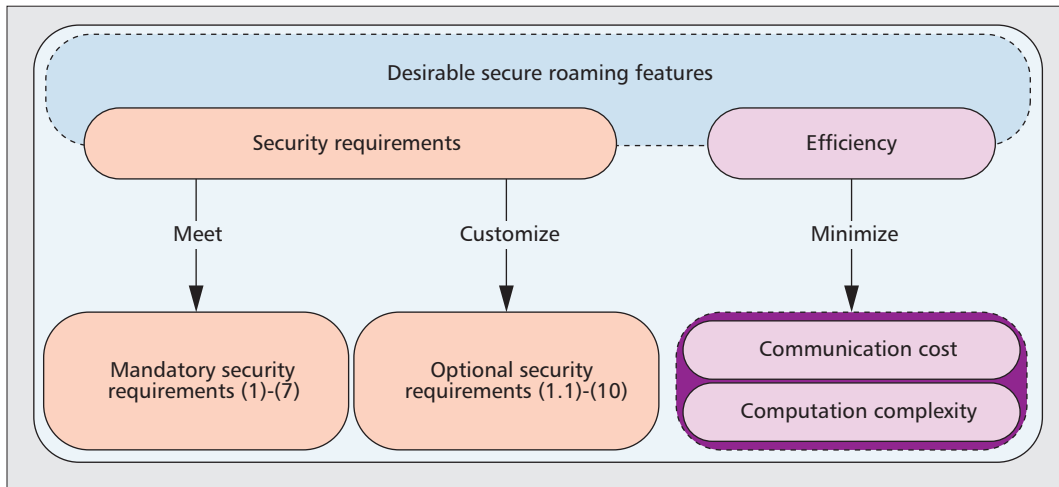 Desirable secure roaming features
Security requirements
Efficiency
Meet
Customize
Minimize
Mandatory security
requirements (1)-(7)
Optional security
requirements (1.1)-(10)
Communication cost
Computation complexity